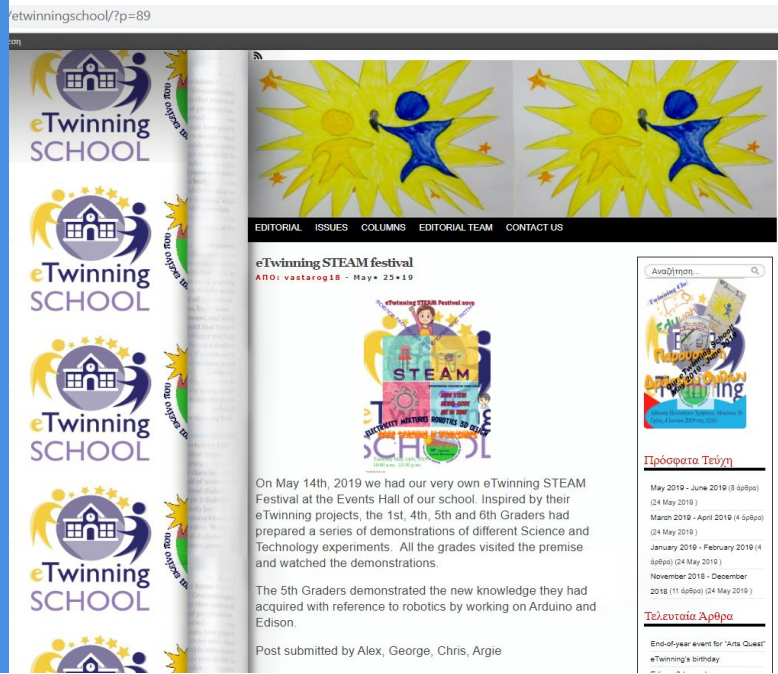 /etwinningschool/?p=89
eTwinning
SCHOOL
eTwinning
SCHOOL
eTwinning
SCHOOL
eTwinning
SCHOOL
EDITORIAL ISSUES COLUMNS EDITORIAL TEAM CONTACT US
eTwinning STEAM festival
ΑΠΌ: vastarog18 - May• 25•19
eTwinning STEAM Festival 2019
STEAM
ELECTRICITY MIXTURES ROBOTICS 3D DESIGN
On May 14th, 2019 we had our very own eTwinning STEAM
Festival at the Events Hall of our school. Inspired by their
eTwinning projects, the 1st, 4th, 5th and 6th Graders had
prepared a series of demonstrations of different Science and
Technology experiments. All the grades visited the premise
and watched the demonstrations.
The 5th Graders demonstrated the new knowledge they had
acquired with reference to robotics by working on Arduino and
Edison.
Post submitted by Alex, George, Chris, Argie
Αναζήτηση...
Πρόσφατα Τεύχη
May 2019 - June 2019 (8 άρθρα)
(24 May 2019 )
March 2019 - April 2019 (4 άρθρα)
(24 May 2019 )
January 2019 - February 2019 (4
άρθρα) (24 May 2019 )
November 2018 - December
2018 (11 άρθρα) (24 May 2019 )
Τελευταία Άρθρα
End-of-year event for "Arts Quest"
eTwinning's birthday